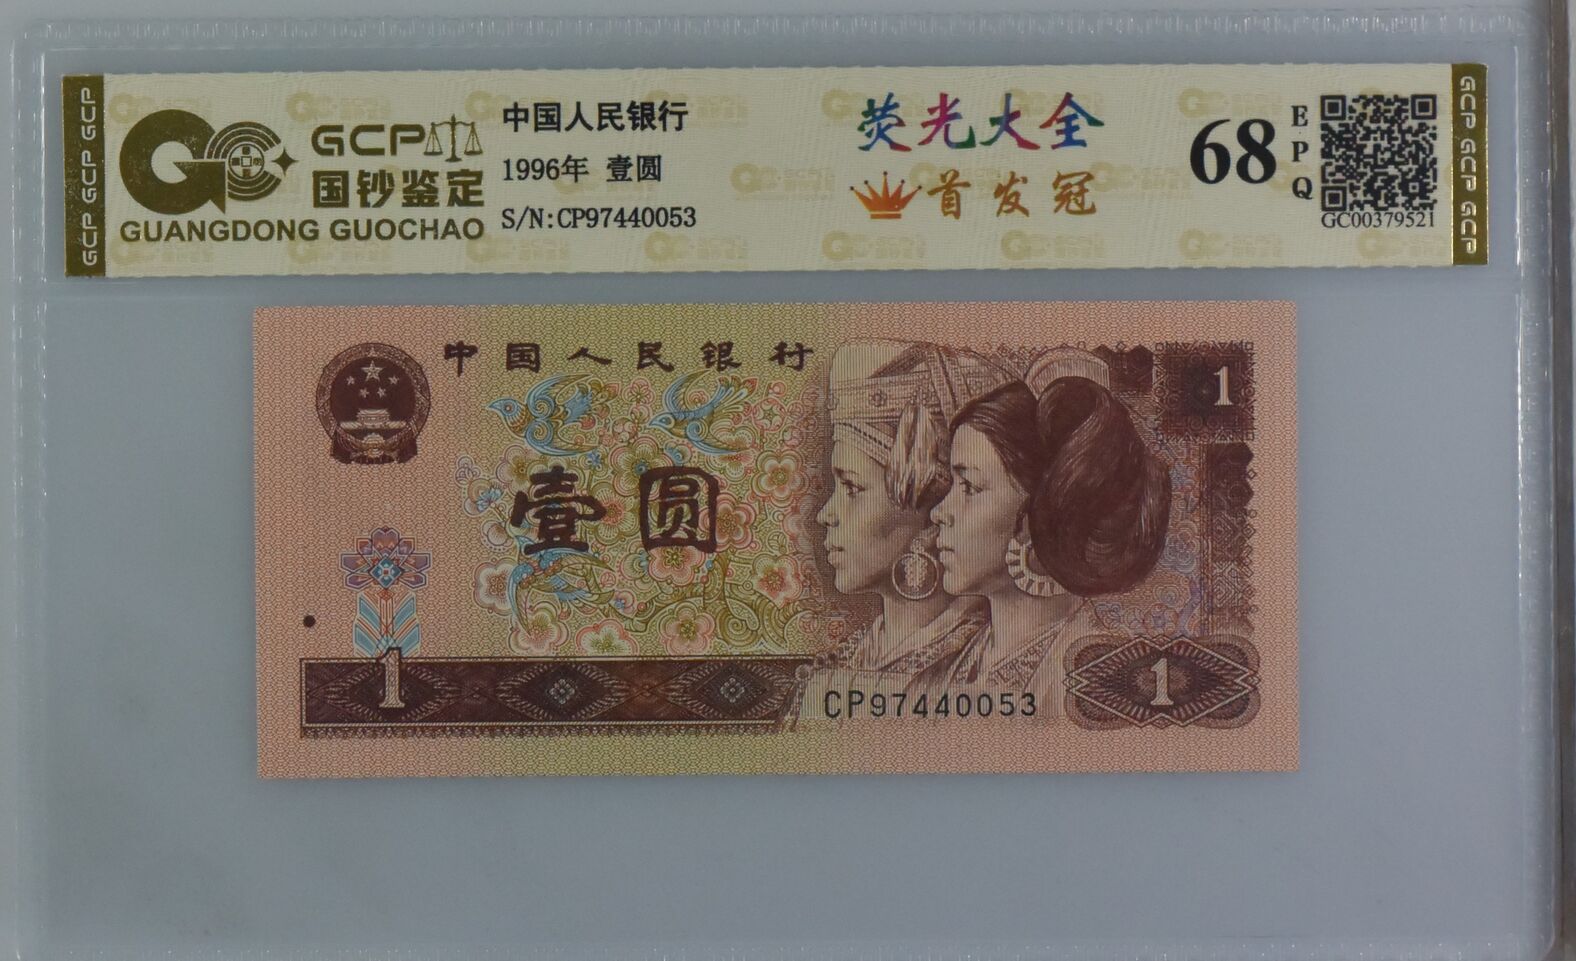 GCP GCP GCP
GCP
国钞鉴定
GUANGDONG GUOCHAO
中国人民银行
1996年 壹圆
S/N:CP97440053
荧光大全
首发冠
68
EPQ
GC00379521
GCP GCP GCP
中国人民银行
1
壹圆
1
CP97440053
1